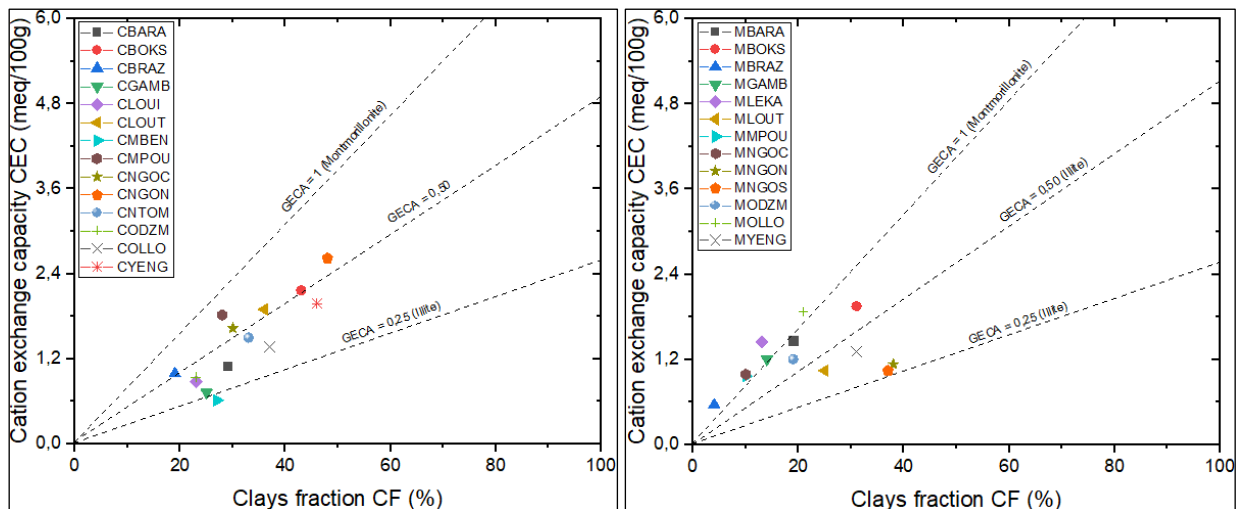 Cation exchange capacity CEC (meq/100g)
6,0
4,8
3,6
2,4
1,2
0,0
CBARA
CBOKS
CBRAZ
CGAMB
CLOUI
CLOUT
CMBEN
CMPOU
CNGOC
CNGON
CNTOM
CODZM
COLLO
CYENG
GECA = 1 (Montmorillonite)
GECA = 0,50
GECA = 0,25 (Illite)
0 20 40 60 80 100
Clays fraction CF (%)
Cation exchange capacity CEC (meq/100g)
6,0
4,8
3,6
2,4
1,2
0,0
MBARA
MBOKS
MBRAZ
MGAMB
MLEKA
MLOUT
MMPOU
MNGOC
MNGON
MNGOS
MODZM
MOLLO
MYENG
GECA = 1 (Montmorillonite)
GECA = 0,50 (Illite)
GECA = 0,25 (Illite)
0 20 40 60 80 100
Clays fraction CF (%)